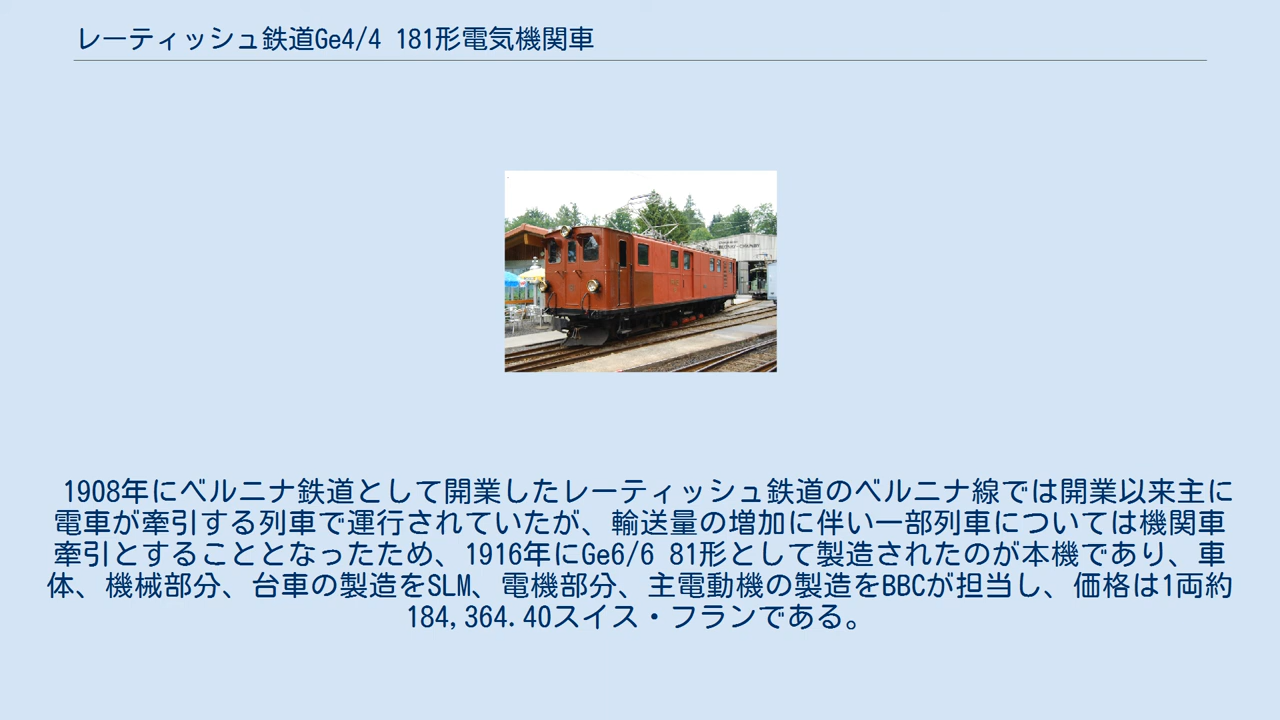 レーティッシュ鉄道Ge4/4 181形電気機関車
1908年にベルニナ鉄道として開業したレーティッシュ鉄道のベルニナ線では開業以来主に
電車が牽引する列車で運行されていたが、輸送量の増加に伴い一部列車については機関車
牽引とすることとなったため、1916年にGe6/6 81形として製造されたのが本機であり、車
体、機械部分、台車の製造をSLM、電機部分、主電動機の製造をBBCが担当し、価格は1両約
184,364.40スイス・フランである。